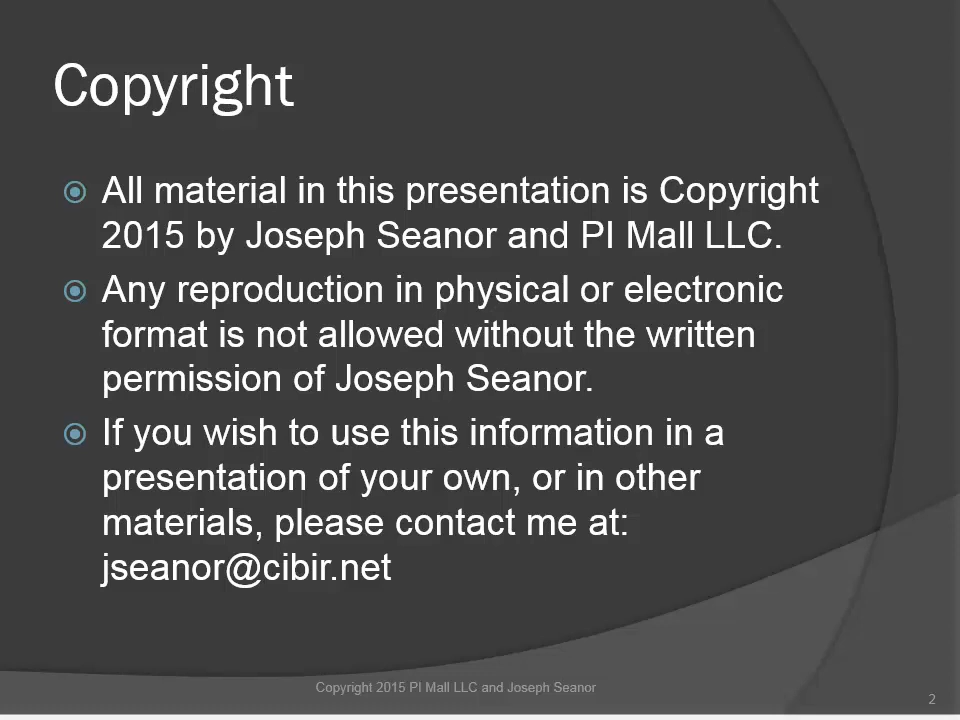 Copyright
All material in this presentation is Copyright
2015 by Joseph Seanor and PI Mall LLC.
Any reproduction in physical or electronic
format is not allowed without the written
permission of Joseph Seanor.
If you wish to use this information in a
presentation of your own, or in other
materials, please contact me at:
jseanor@cibir.net
Copyright 2015 PI Mall LLC and Joseph Seanor
2